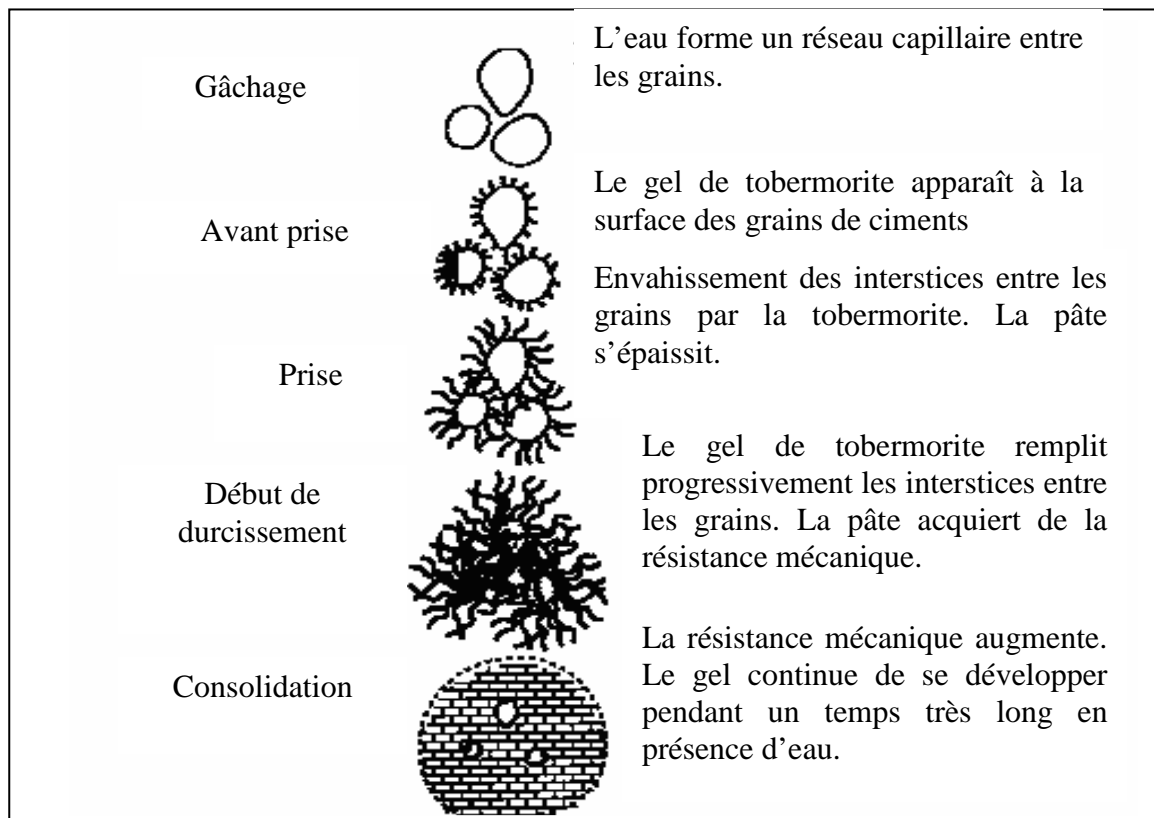 Gâchage
L’eau forme un réseau capillaire entre
les grains.
Avant prise
Le gel de tobermorite apparaît à la
surface des grains de ciments
Prise
Envahissement des interstices entre les
grains par la tobermorite. La pâte
s’épaissit.
Début de
durcissement
Le gel de tobermorite remplit
progressivement les interstices entre
les grains. La pâte acquiert de la
résistance mécanique.
Consolidation
La résistance mécanique augmente.
Le gel continue de se développer
pendant un temps très long en
présence d’eau.